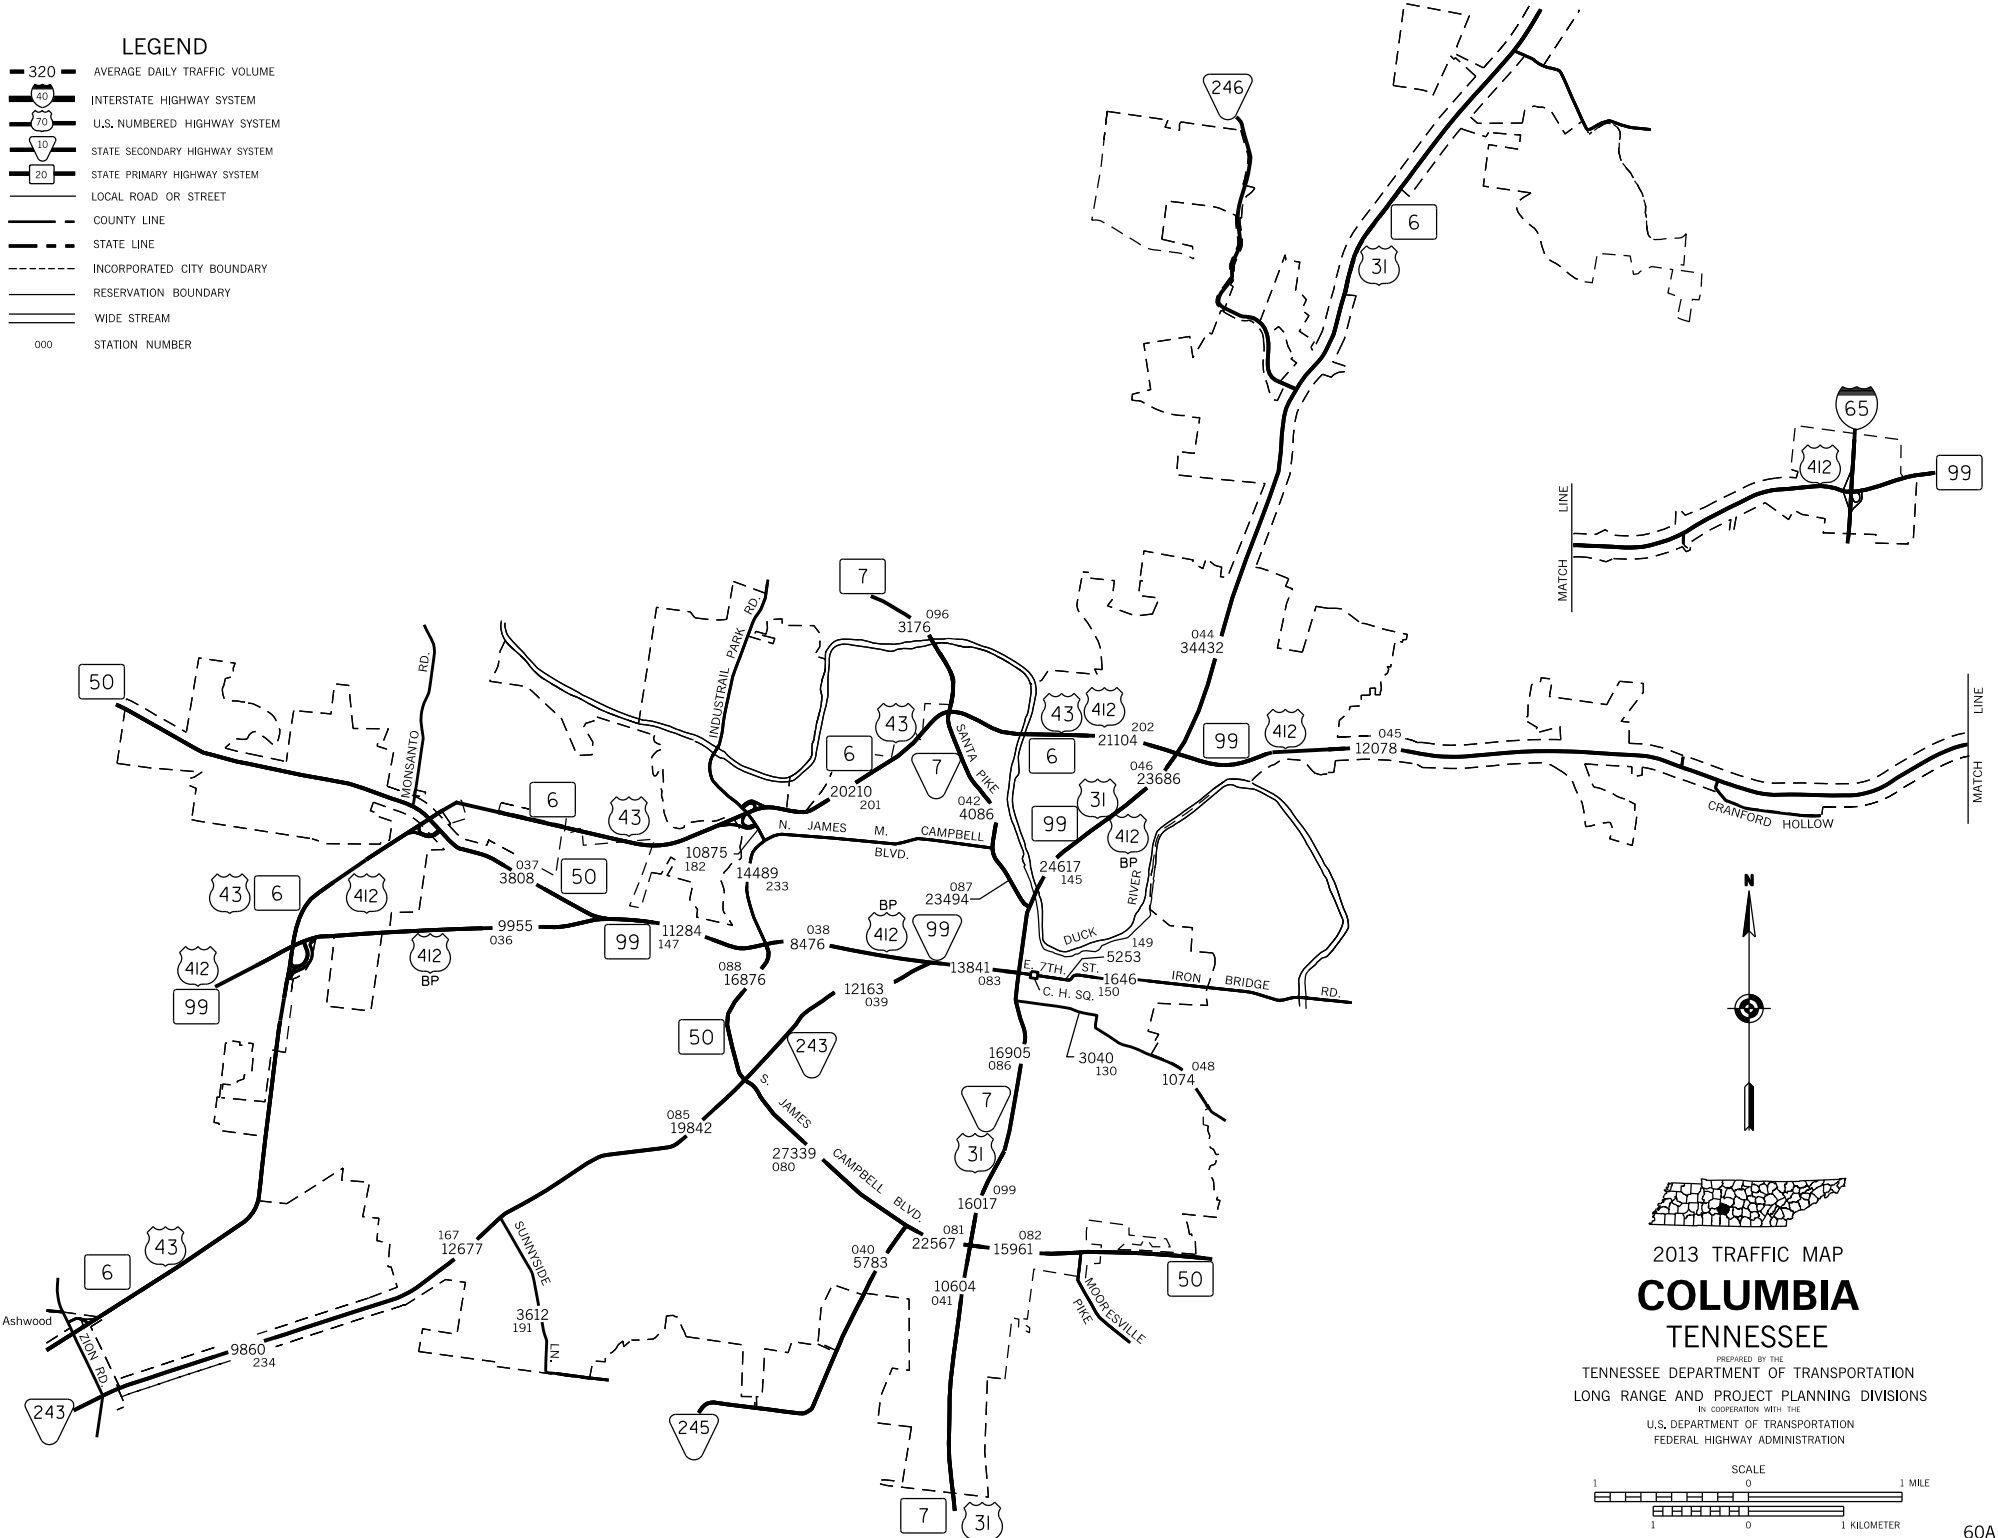 LEGEND
320 AVERAGE DAILY TRAFFIC VOLUME
40 INTERSTATE HIGHWAY SYSTEM
70 U.S. NUMBERED HIGHWAY SYSTEM
10 STATE SECONDARY HIGHWAY SYSTEM
20 STATE PRIMARY HIGHWAY SYSTEM
LOCAL ROAD OR STREET
COUNTY LINE
STATE LINE
INCORPORATED CITY BOUNDARY
RESERVATION BOUNDARY
WIDE STREAM
000 STATION NUMBER
246
6
31
65
412
99
MATCH LINE
7
096
3176
044
34432
INDUSTRAIL PARK RD.
MONSANTO RD.
50
43
43
412
202
21104
99
412
045
12078
MATCH LINE
6
6
046
23686
SANTA PIKE
7
20210
201
042
4086
31
99
412
BP
CRANFORD HOLLOW
6
43
N. JAMES M. CAMPBELL
BLVD.
10875
182
14489
233
037
3808
50
24617
145
087
23494
43
6
412
RIVER
DUCK
BP
412
99
9955
036
99
11284
147
038
8476
412
BP
412
99
088
16876
13841
083
E. 7TH. ST.
149
5253
1646
150
IRON BRIDGE RD.
C. H. SQ.
12163
039
50
243
16905
086
3040
130
048
1074
N
7
31
085
19842
S. JAMES CAMPBELL BLVD.
27339
080
099
16017
SUNNYSIDE LN.
167
12677
081
22567
082
15961
040
5783
50
43
6
10604
041
MOORESVILLE
PIKE
3612
191
Ashwood
ZION RD.
9860
234
243
245
7
31
2013 TRAFFIC MAP
COLUMBIA
TENNESSEE
PREPARED BY THE
TENNESSEE DEPARTMENT OF TRANSPORTATION
LONG RANGE AND PROJECT PLANNING DIVISIONS
IN COOPERATION WITH THE
U.S. DEPARTMENT OF TRANSPORTATION
FEDERAL HIGHWAY ADMINISTRATION
SCALE
1 0 1 MILE
1 0 1 KILOMETER
60A